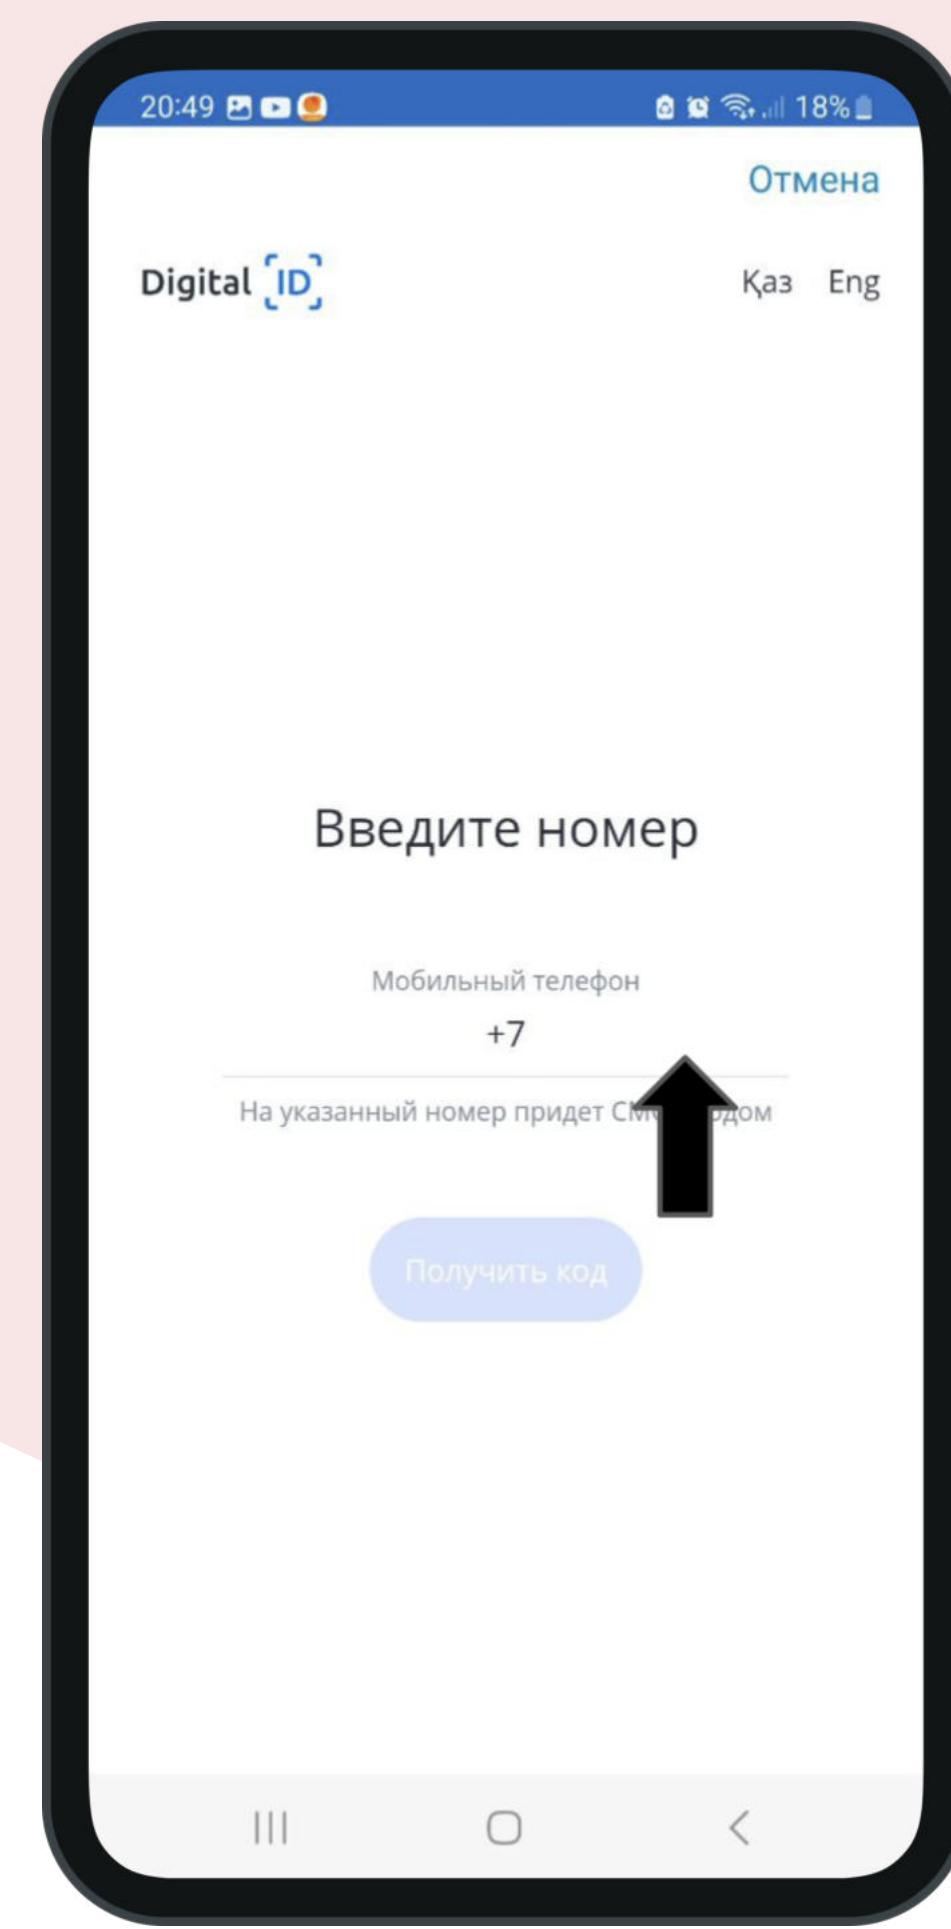 20:49 18%
Отмена
Digital ID Қаз Eng
Введите номер
Мобильный телефон
+7
На указанный номер придет
Получить код